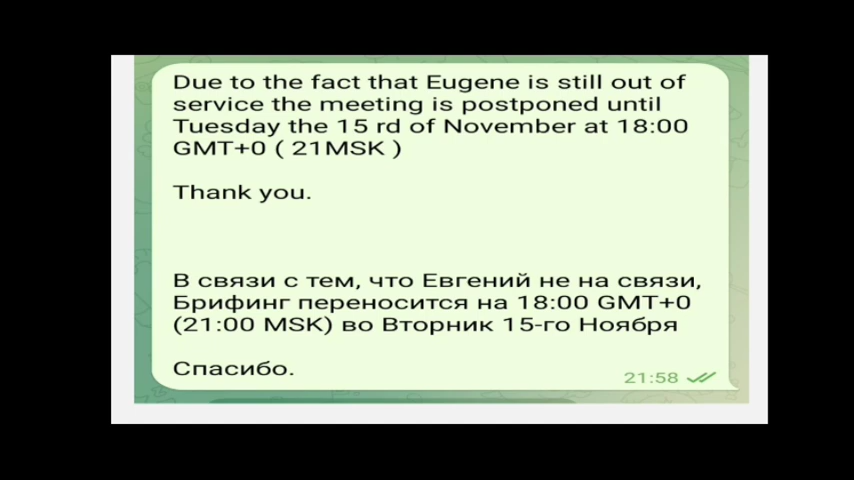 Due to the fact that Eugene is still out of
service the meeting is postponed until
Tuesday the 15 rd of November at 18:00
GMT+0 ( 21MSK )
Thank you.
В связи с тем, что Евгений не на связи,
Брифинг переносится на 18:00 GMT+0
(21:00 MSK) во Вторник 15-го Ноября
Спасибо.
21:58